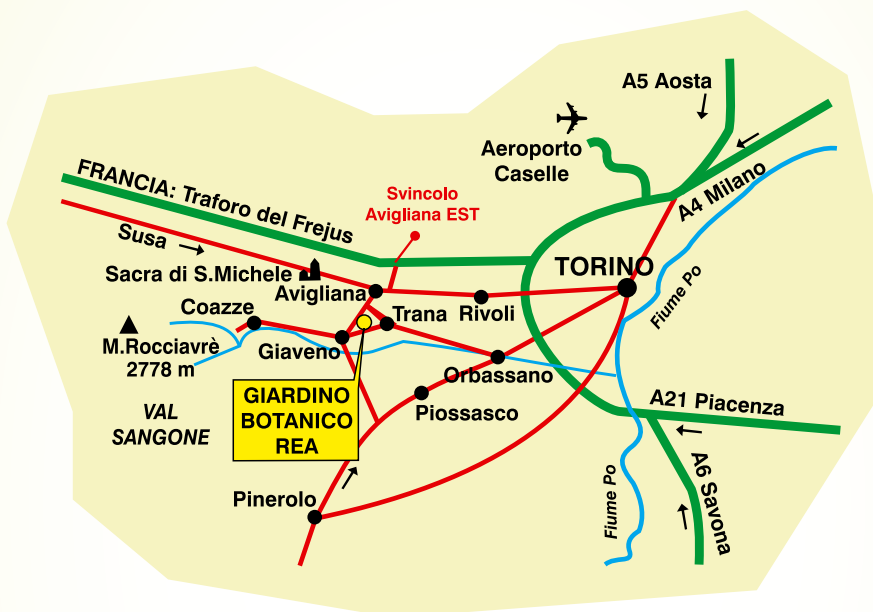 A5 Aosta
Aeroporto
Caselle
A4 Milano
FRANCIA: Traforo del Frejus
Svincolo
Avigliana EST
Susa
Sacra di S.Michele
TORINO
Fiume Po
Avigliana
Rivoli
Coazze
Trana
M.Rocciavrè
2778 m
Giaveno
Orbassano
GIARDINO
BOTANICO
REA
Piossasco
A21 Piacenza
VAL
SANGONE
A6 Savona
Pinerolo
Fiume Po